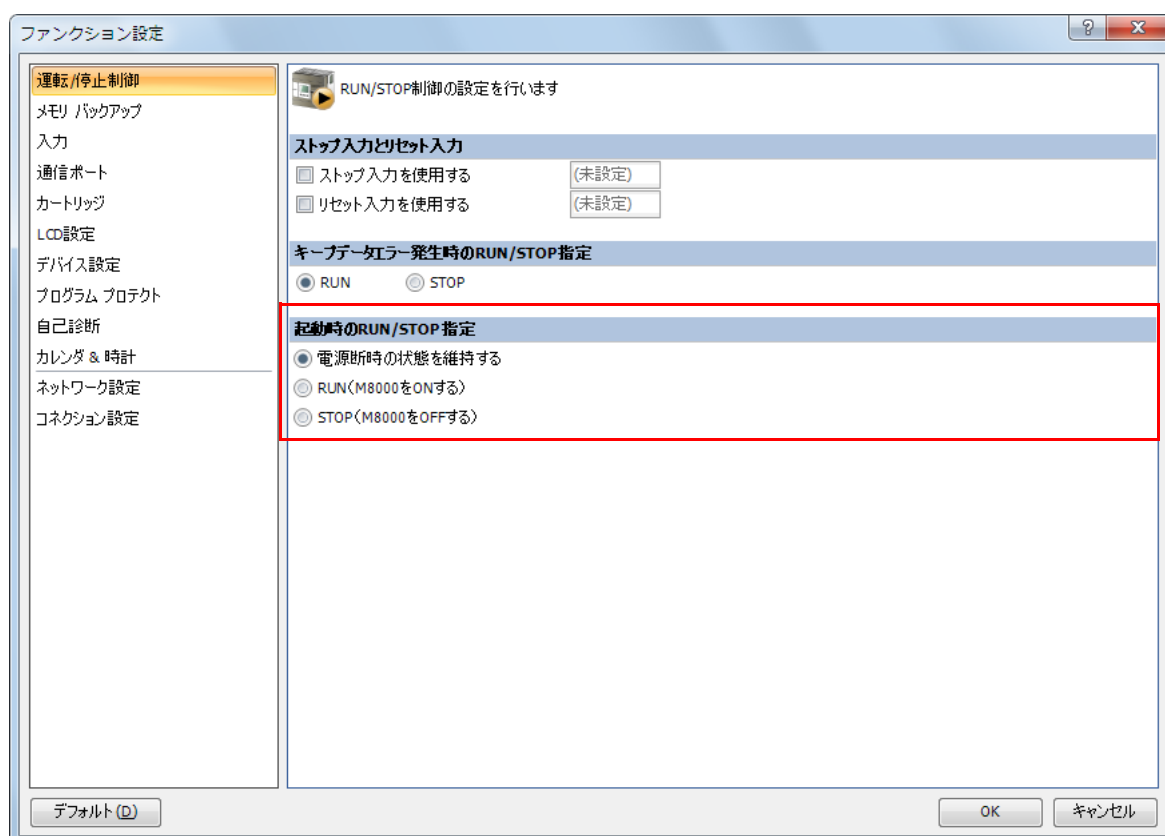 ファンクション設定
?
運転/停止制御
メモリ バックアップ
入力
通信ポート
カートリッジ
LCD設定
デバイス設定
プログラム プロテクト
自己診断
カレンダ & 時計
ネットワーク設定
コネクション設定
RUN/STOP制御の設定を行います
ストップ入力とリセット入力
ストップ入力を使用する (未設定)
リセット入力を使用する (未設定)
キープデータエラー発生時のRUN/STOP指定
RUN STOP
起動時のRUN/STOP指定
電源断時の状態を維持する
RUN(M8000をONする)
STOP(M8000をOFFする)
デフォルト(D) OK キャンセル